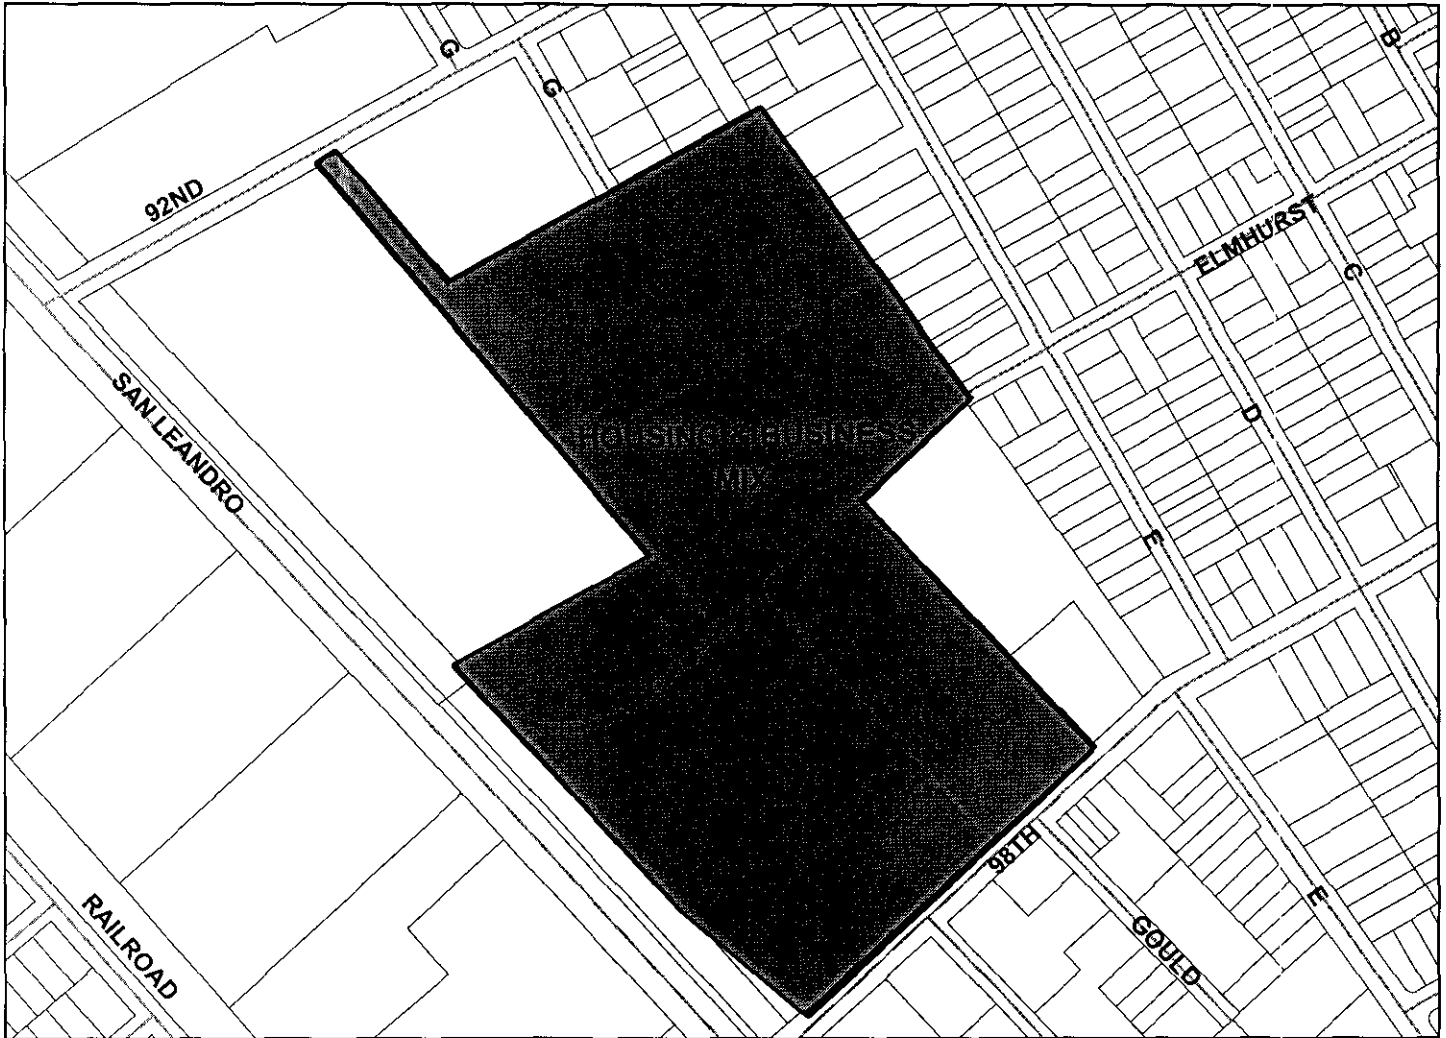 G
G
B
92ND
ELMHURST
C
SAN LEANDRO
D
HOUSING & BUSINESS
MIX
E
98TH
E
RAILROAD
GOULD